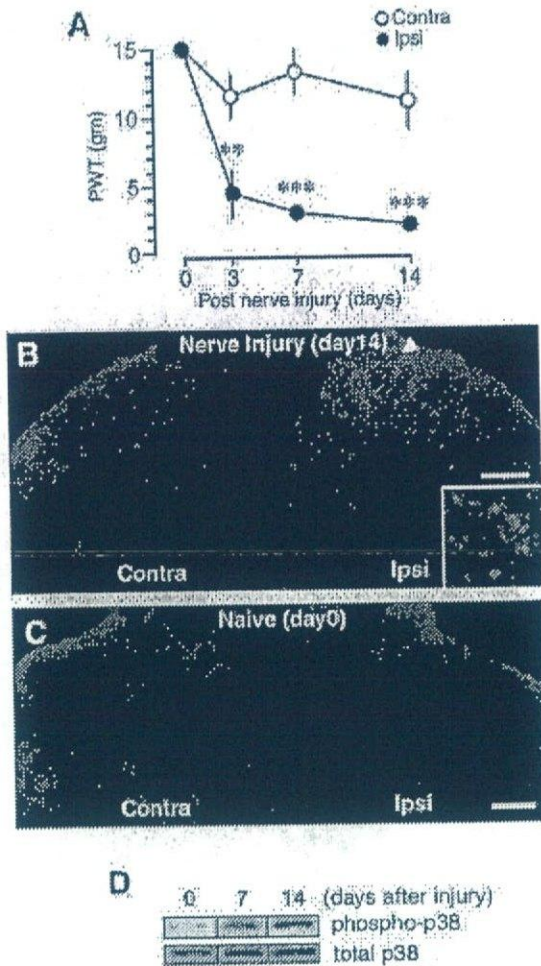 A
Contra
Ipsi
15
10
5
0
PWT (gm)
**
***
***
0 3 7 14
Post nerve injury (days)
B
Nerve Injury (day14)
Contra Ipsi
C
Naive (day0)
Contra Ipsi
D
0 7 14 (days after injury)
phospho-p38
total p38